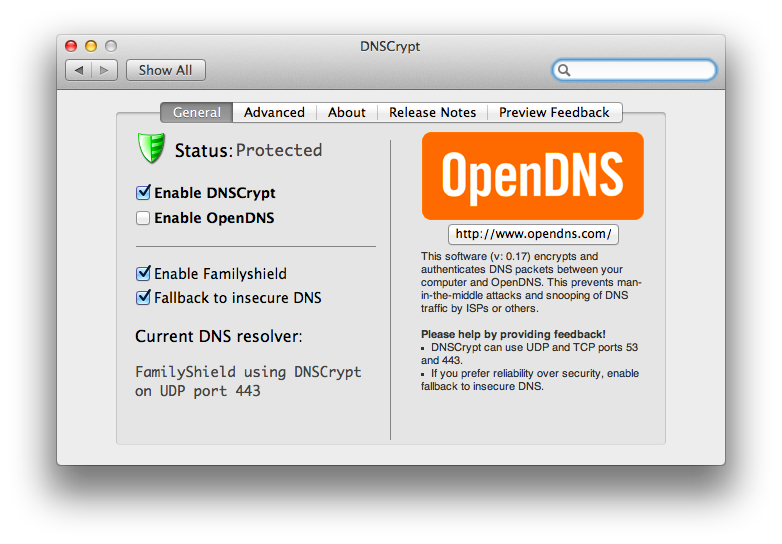 DNSCrypt
Show All
General
Advanced
About
Release Notes
Preview Feedback
Status: Protected
Enable DNSCrypt
Enable OpenDNS
Enable Familyshield
Fallback to insecure DNS
Current DNS resolver:
FamilyShield using DNSCrypt
on UDP port 443
OpenDNS
http://www.opendns.com/
This software (v: 0.17) encrypts and
authenticates DNS packets between your
computer and OpenDNS. This prevents man-
in-the-middle attacks and snooping of DNS
traffic by ISPs or others.
Please help by providing feedback!
▪ DNSCrypt can use UDP and TCP ports 53
and 443.
▪ If you prefer reliability over security, enable
fallback to insecure DNS.